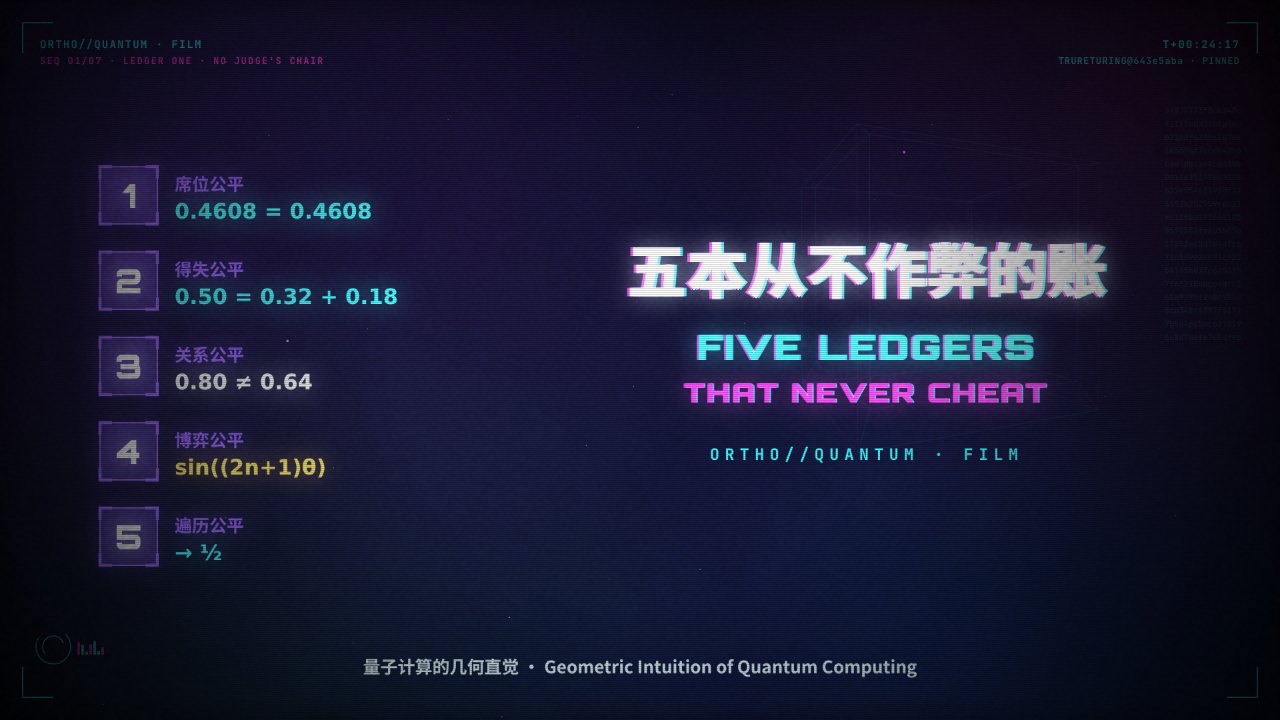 ORTHO//QUANTUM · FILM
SEQ 01/07 · LEDGER ONE · NO JUDGE'S CHAIR
T+00:24:17
TRURETURING@643e5aba · PINNED
1
席位公平
0.4608 = 0.4608
2
得失公平
0.50 = 0.32 + 0.18
3
关系公平
0.80 ≠ 0.64
4
博弈公平
sin((2n+1)θ)
5
遍历公平
→ ½
五本从不作弊的账
FIVE LEDGERS
THAT NEVER CHEAT
ORTHO//QUANTUM · FILM
量子计算的几何直觉 • Geometric Intuition of Quantum Computing